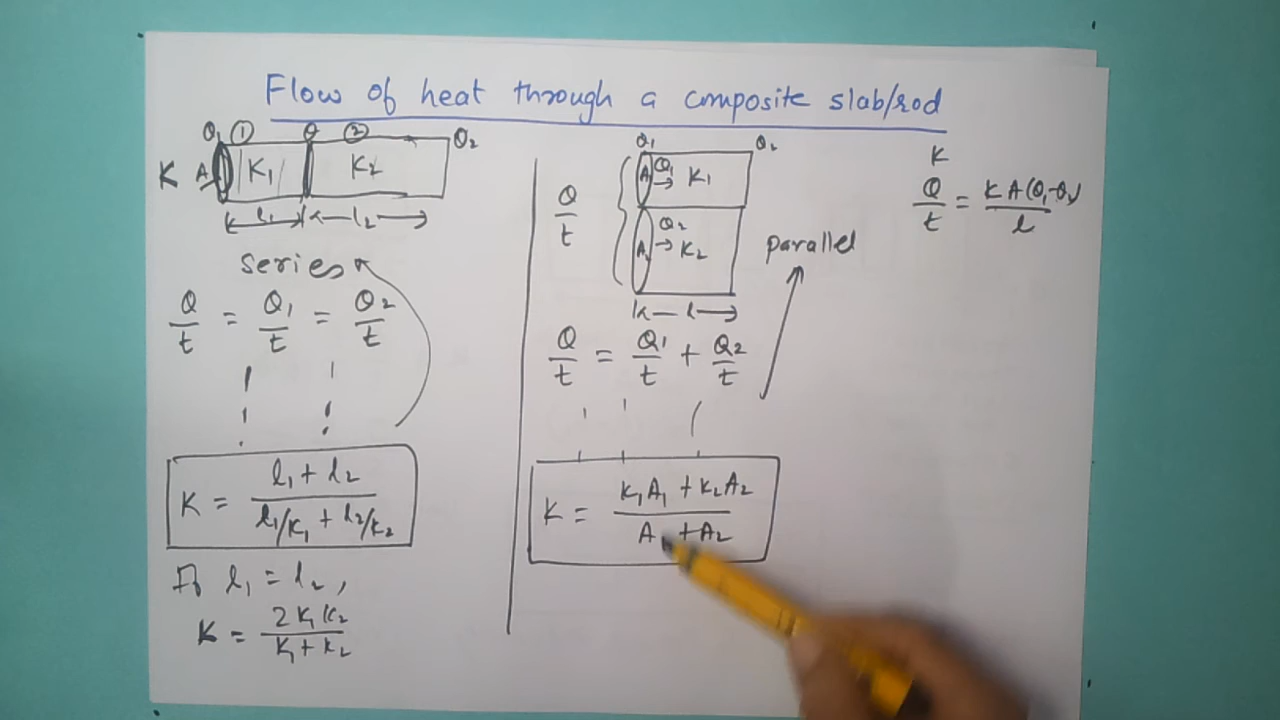 Flow of heat through a composite slab/rod
θ₁ ① θ ② θ₂
K A K₁ K₂
l₁ l₂
series
Q/t = Q₁/t = Q₂/t
K = (l₁ + l₂)/(l₁/K₁ + l₂/K₂)
If l₁ = l₂,
K = 2K₁K₂/(K₁ + K₂)
θ₁ θ₂
Q/t
A Q₁ → K₁
A Q₂ → K₂
l
parallel
Q/t = Q₁/t + Q₂/t
K = (K₁A₁ + K₂A₂)/(A₁ + A₂)
K
Q/t = KA(θ₁-θ₂)/l